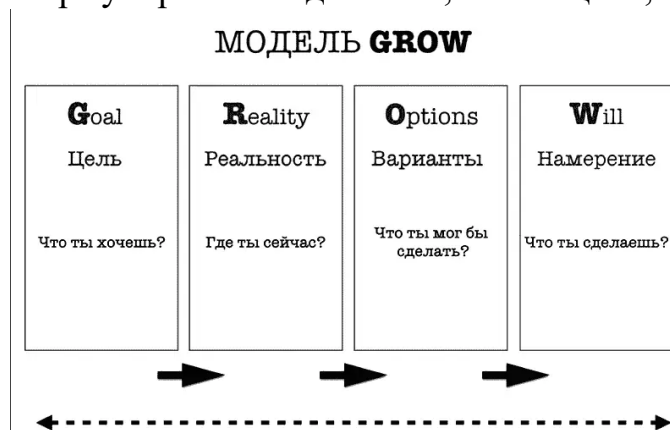 МОДЕЛЬ GROW
Goal
Цель
Что ты хочешь?
Reality
Реальность
Где ты сейчас?
Options
Варианты
Что ты мог бы
сделать?
Will
Намерение
Что ты сделаешь?